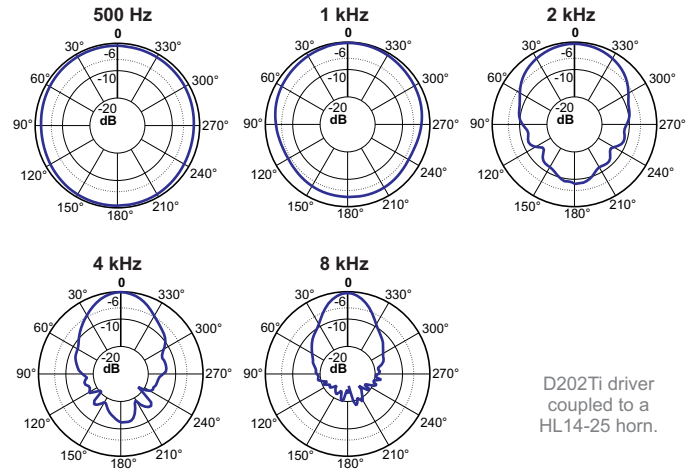 500 Hz
0
30° 330°
-6
60° -10 300°
-20
dB
90° 270°
120° 240°
150° 210°
180°
1 kHz
0
30° 330°
-6
60° -10 300°
-20
dB
90° 270°
120° 240°
150° 210°
180°
2 kHz
0
30° 330°
-6
60° -10 300°
-20
dB
90° 270°
120° 240°
150° 210°
180°
4 kHz
0
30° 330°
-6
60° -10 300°
-20
dB
90° 270°
120° 240°
150° 210°
180°
8 kHz
0
30° 330°
-6
60° -10 300°
-20
dB
90° 270°
120° 240°
150° 210°
180°
D202Ti driver
coupled to a
HL14-25 horn.